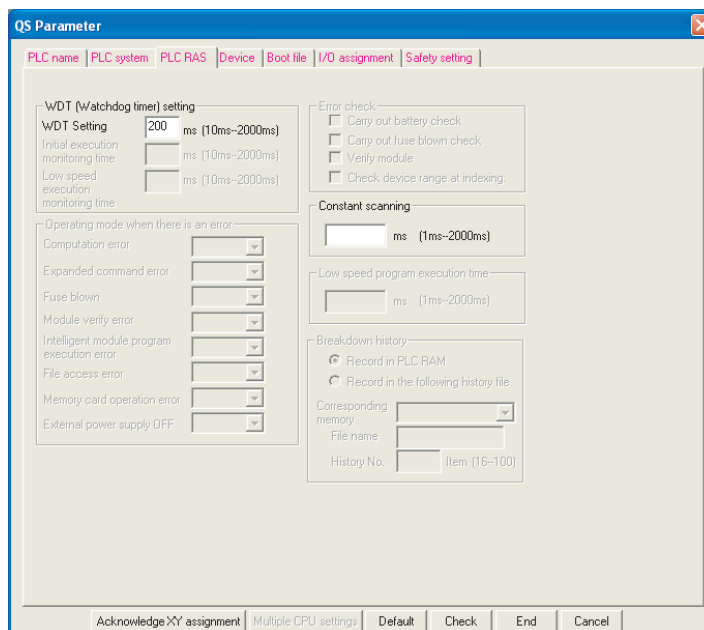 QS Parameter
PLC name
PLC system
PLC RAS
Device
Boot file
I/O assignment
Safety setting
WDT (Watchdog timer) setting
WDT Setting 200 ms (10ms--2000ms)
Initial execution
monitoring time
ms (10ms--2000ms)
Low speed
execution
monitoring time
ms (10ms--2000ms)
Operating mode when there is an error
Computation error
Expanded command error
Fuse blown
Module verify error
Intelligent module program
execution error
File access error
Memory card operation error
External power supply OFF
Error check
Carry out battery check
Carry out fuse blown check
Verify module
Check device range at indexing.
Constant scanning
ms (1ms--2000ms)
Low speed program execution time
ms (1ms--2000ms)
Breakdown history
Record in PLC RAM
Record in the following history file
Corresponding
memory
File name
History No. Item (16--100)
Acknowledge XY assignment
Multiple CPU settings
Default
Check
End
Cancel